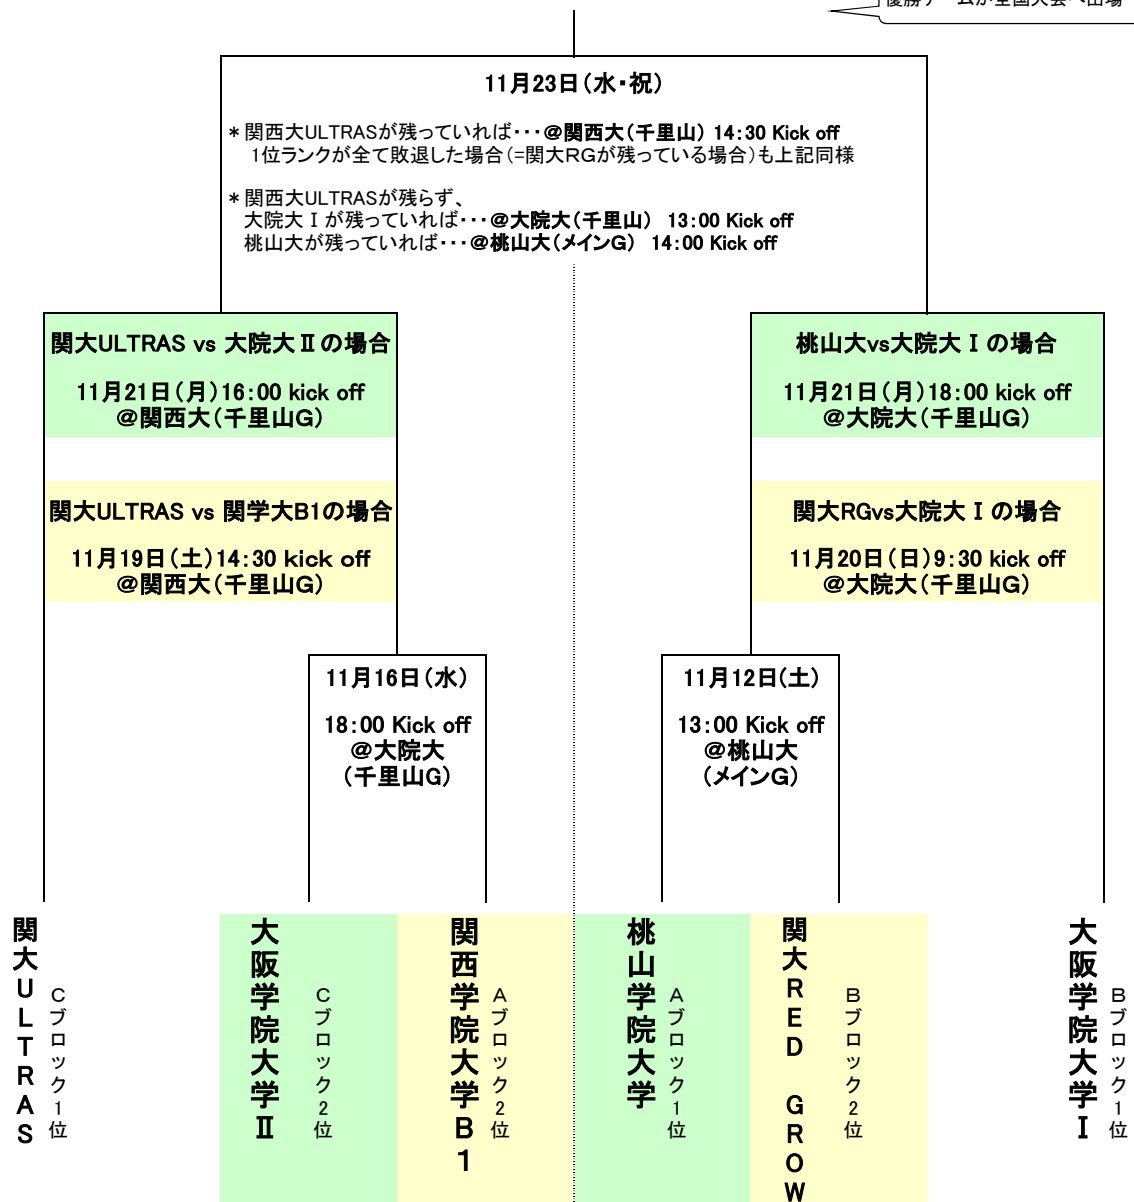 優勝チームが全国大会へ出場
11月23日(水・祝)
＊関西大ULTRASが残っていれば・・・＠関西大(千里山) 14:30 Kick off
1位ランクが全て敗退した場合(=関大RGが残っている場合)も上記同様
＊関西大ULTRASが残らず、
大院大Ⅰが残っていれば・・・＠大院大(千里山) 13:00 Kick off
桃山大が残っていれば・・・＠桃山大(メインG) 14:00 Kick off
関大ULTRAS vs 大院大Ⅱの場合
11月21日(月)16:00 kick off
＠関西大(千里山G)
桃山大vs大院大Ⅰの場合
11月21日(月)18:00 kick off
＠大院大(千里山G)
関大ULTRAS vs 関学大B1の場合
11月19日(土)14:30 kick off
＠関西大(千里山G)
関大RGvs大院大Ⅰの場合
11月20日(日)9:30 kick off
＠大院大(千里山G)
11月16日(水)
18:00 Kick off
＠大院大
(千里山G)
11月12日(土)
13:00 Kick off
＠桃山大
(メインG)
関大ULTRAS
Cブロック1位
大阪学院大学Ⅱ
Cブロック2位
関西学院大学B1
Aブロック2位
桃山学院大学
Aブロック1位
関大RED GROW
Bブロック2位
大阪学院大学Ⅰ
Bブロック1位